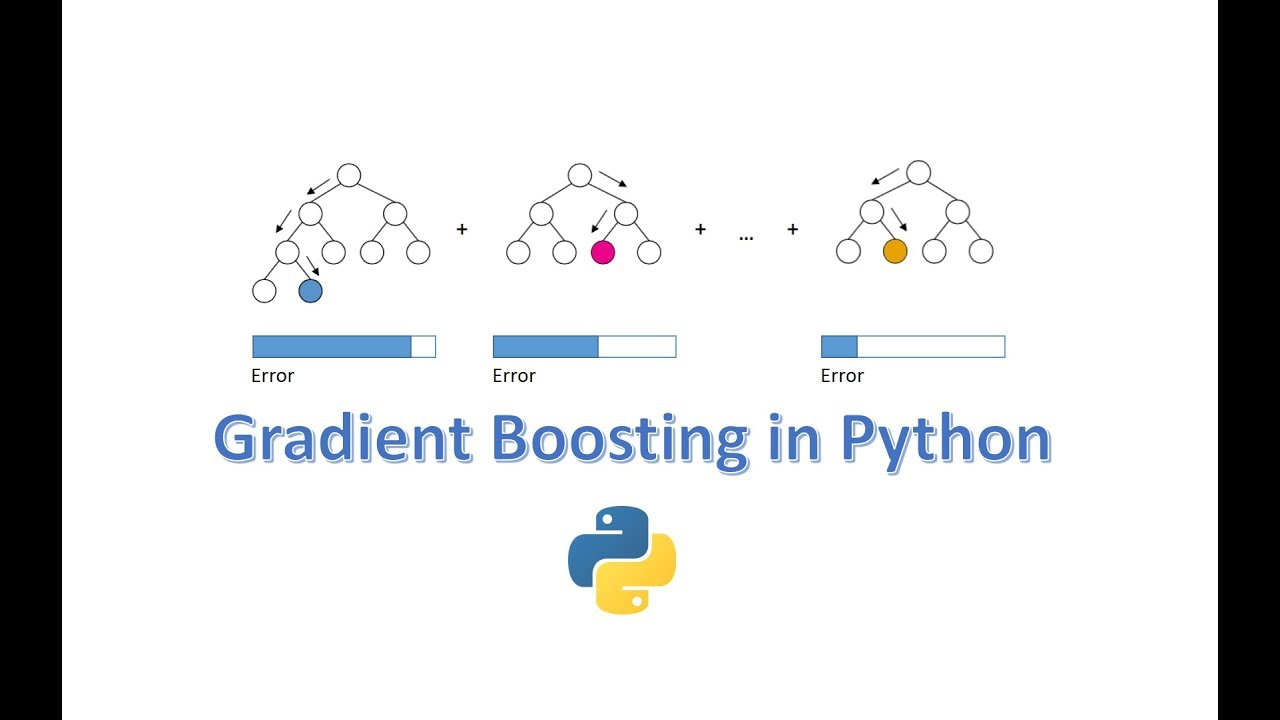 + + ... +
Error Error Error
Gradient Boosting in Python